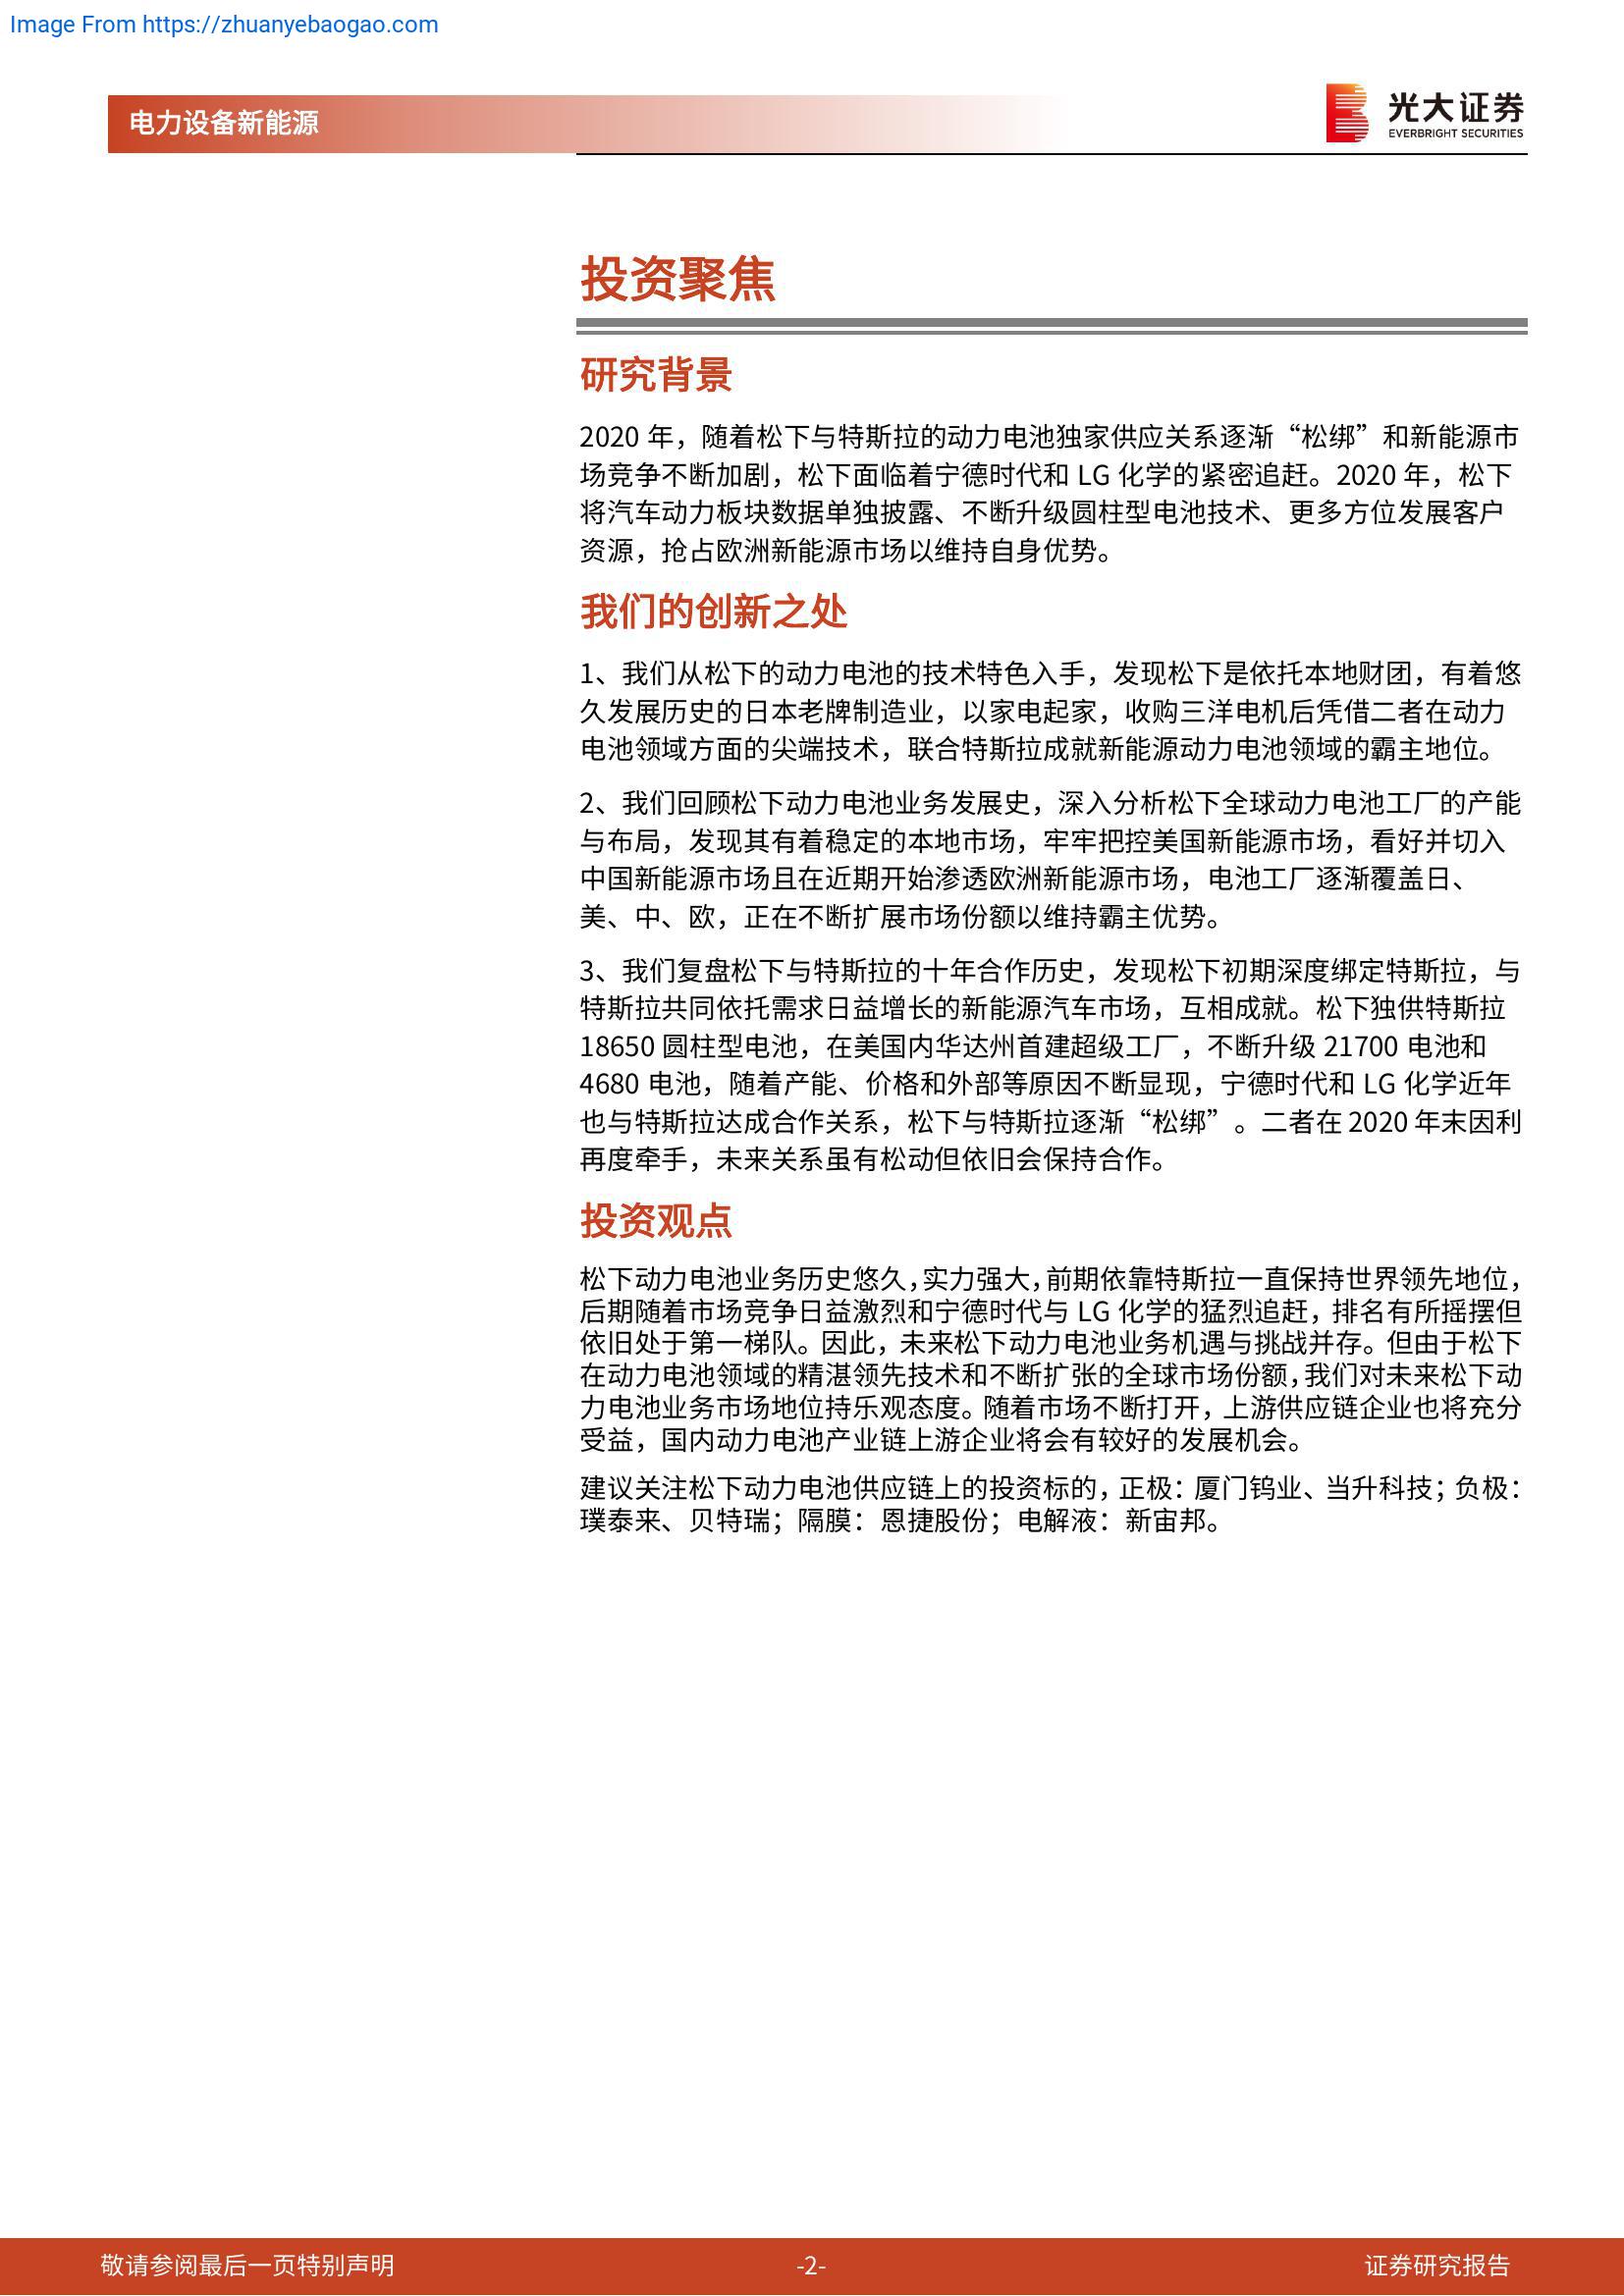 Image From https://zhuanyebaogao.com
电力设备新能源
光大证券
EVERBRIGHT SECURITIES
投资聚焦
研究背景
2020 年，随着松下与特斯拉的动力电池独家供应关系逐渐“松绑”和新能源市
场竞争不断加剧，松下面临着宁德时代和 LG 化学的紧密追赶。2020 年，松下
将汽车动力板块数据单独披露、不断升级圆柱型电池技术、更多方位发展客户
资源，抢占欧洲新能源市场以维持自身优势。
我们的创新之处
1、我们从松下的动力电池的技术特色入手，发现松下是依托本地财团，有着悠
久发展历史的日本老牌制造业，以家电起家，收购三洋电机后凭借二者在动力
电池领域方面的尖端技术，联合特斯拉成就新能源动力电池领域的霸主地位。
2、我们回顾松下动力电池业务发展史，深入分析松下全球动力电池工厂的产能
与布局，发现其有着稳定的本地市场，牢牢把控美国新能源市场，看好并切入
中国新能源市场且在近期开始渗透欧洲新能源市场，电池工厂逐渐覆盖日、
美、中、欧，正在不断扩展市场份额以维持霸主优势。
3、我们复盘松下与特斯拉的十年合作历史，发现松下初期深度绑定特斯拉，与
特斯拉共同依托需求日益增长的新能源汽车市场，互相成就。松下独供特斯拉
18650 圆柱型电池，在美国内华达州首建超级工厂，不断升级 21700 电池和
4680 电池，随着产能、价格和外部等原因不断显现，宁德时代和 LG 化学近年
也与特斯拉达成合作关系，松下与特斯拉逐渐“松绑”。二者在 2020 年末因利
再度牵手，未来关系虽有松动但依旧会保持合作。
投资观点
松下动力电池业务历史悠久，实力强大，前期依靠特斯拉一直保持世界领先地位，
后期随着市场竞争日益激烈和宁德时代与 LG 化学的猛烈追赶，排名有所摇摆但
依旧处于第一梯队。因此，未来松下动力电池业务机遇与挑战并存。但由于松下
在动力电池领域的精湛领先技术和不断扩张的全球市场份额，我们对未来松下动
力电池业务市场地位持乐观态度。随着市场不断打开，上游供应链企业也将充分
受益，国内动力电池产业链上游企业将会有较好的发展机会。
建议关注松下动力电池供应链上的投资标的，正极：厦门钨业、当升科技；负极：
璞泰来、贝特瑞；隔膜：恩捷股份；电解液：新宙邦。
敬请参阅最后一页特别声明
-2-
证券研究报告